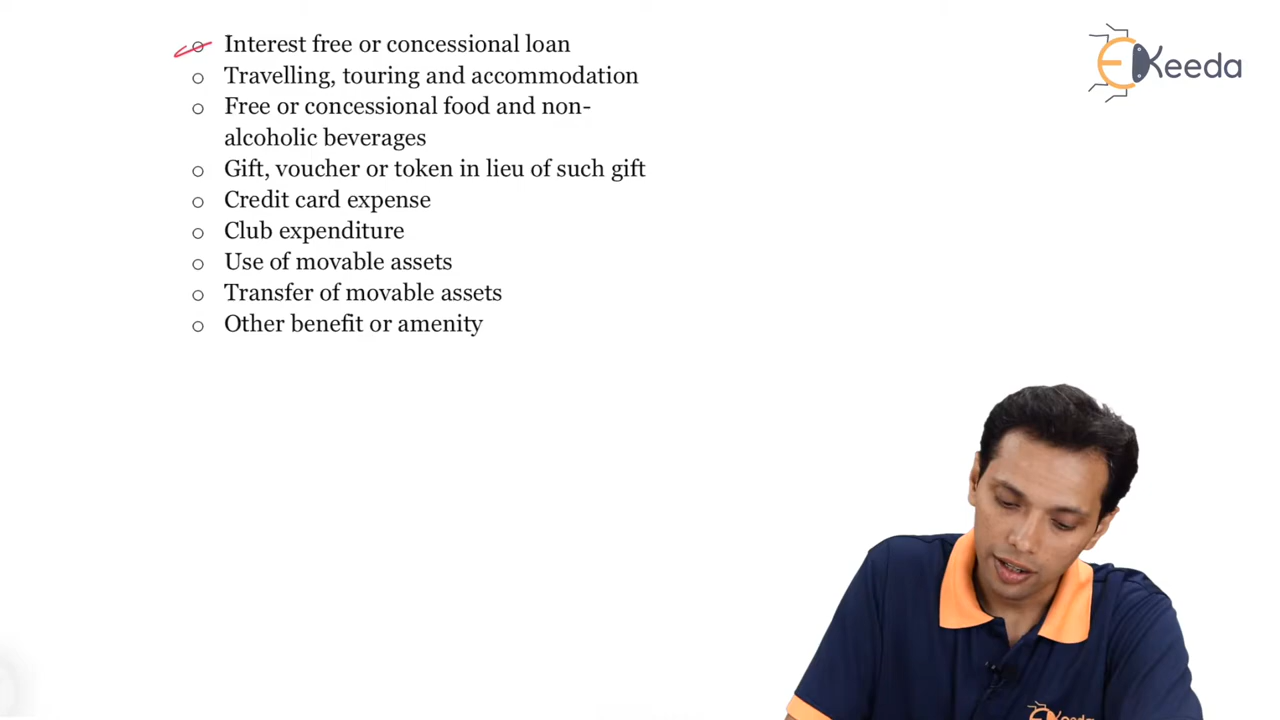 o Interest free or concessional loan
o Travelling, touring and accommodation
o Free or concessional food and non-
alcoholic beverages
o Gift, voucher or token in lieu of such gift
o Credit card expense
o Club expenditure
o Use of movable assets
o Transfer of movable assets
o Other benefit or amenity
EKeeda
EKeeda